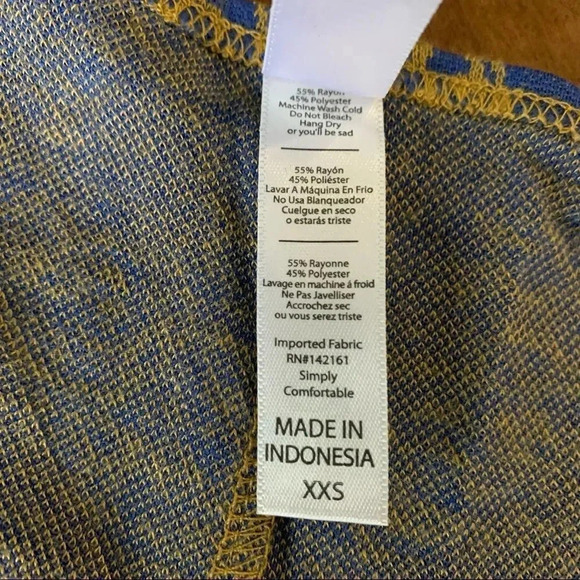 55% Rayon
45% Polyester
Machine Wash Cold
Do Not Bleach
Hang Dry
or you'll be sad
55% Rayón
45% Poliéster
Lavar A Máquina En Frío
No Usa Blanqueador
Cuelgue en seco
o estarás triste
55% Rayonne
45% Polyester
Lavage en machine á froid
Ne Pas Javelliser
Accrochez sec
ou vous serez triste
Imported Fabric
RN#142161
Simply
Comfortable
MADE IN
INDONESIA
XXS